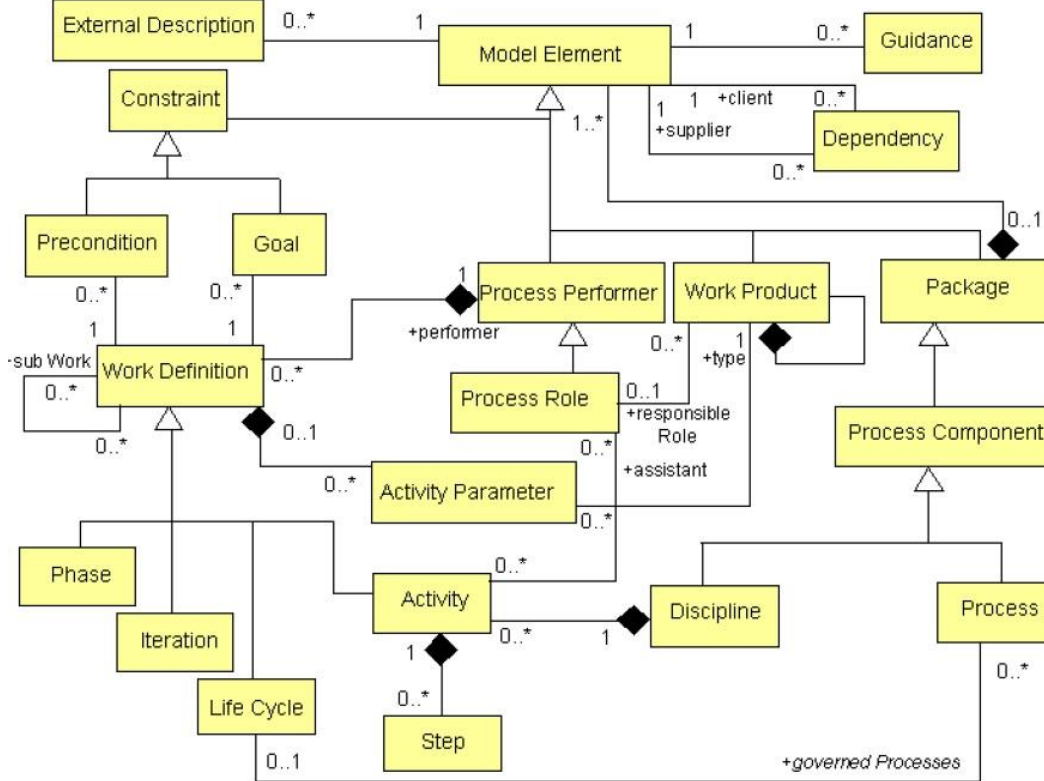 External Description
0..*
1
Model Element
1
0..*
Guidance
Constraint
1..*
1
+supplier
1
+client
0..*
Dependency
0..*
Precondition
Goal
0..1
0..*
0..*
1
Process Performer
Work Product
Package
1
1
+performer
0..*
1
+type
-sub Work
0..*
Work Definition
0..*
Process Role
0..1
+responsible
Role
0..*
0..1
0..*
+assistant
Process Component
0..*
Activity Parameter
0..*
Phase
0..*
Activity
Discipline
Process
Iteration
1
0..*
1
0..*
0..*
Life Cycle
Step
0..1
+governed Processes